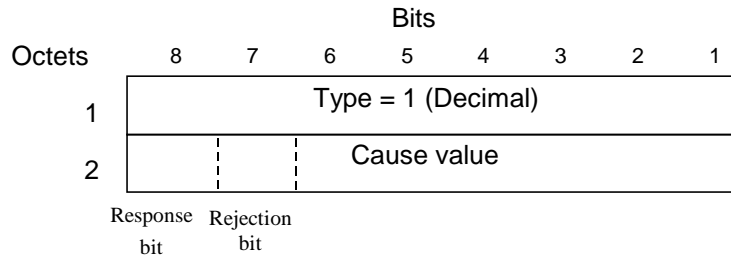 Bits
Octets 8 7 6 5 4 3 2 1
1 Type = 1 (Decimal)
2 Cause value
Response Rejection
bit bit